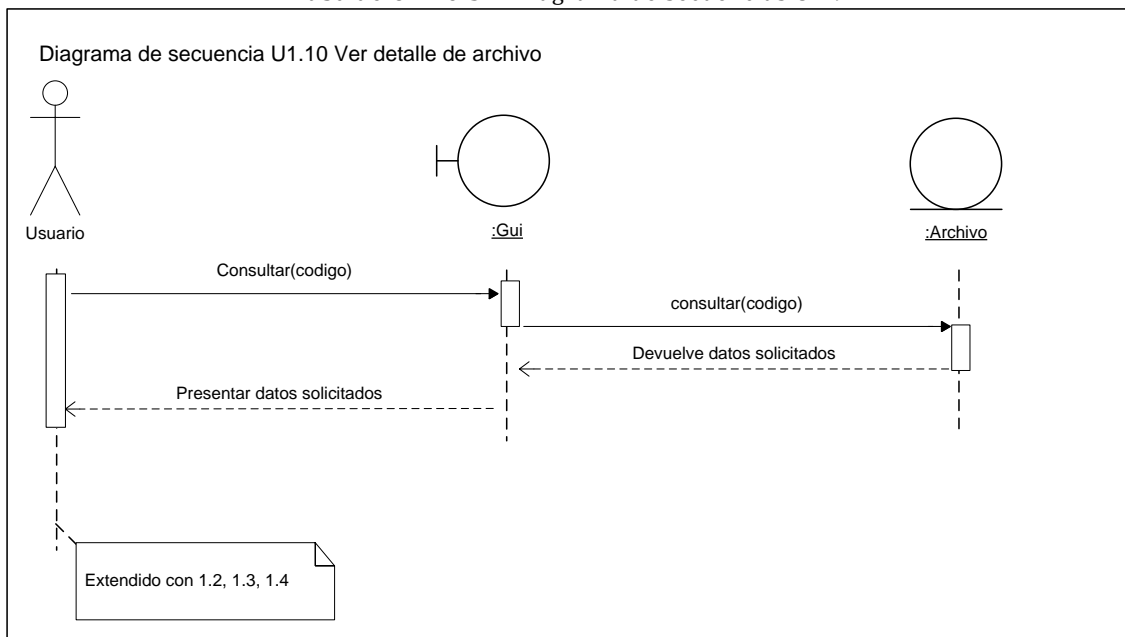 Diagrama de secuencia U1.10 Ver detalle de archivo
Usuario
:Gui
:Archivo
Consultar(codigo)
consultar(codigo)
Devuelve datos solicitados
Presentar datos solicitados
Extendido con 1.2, 1.3, 1.4